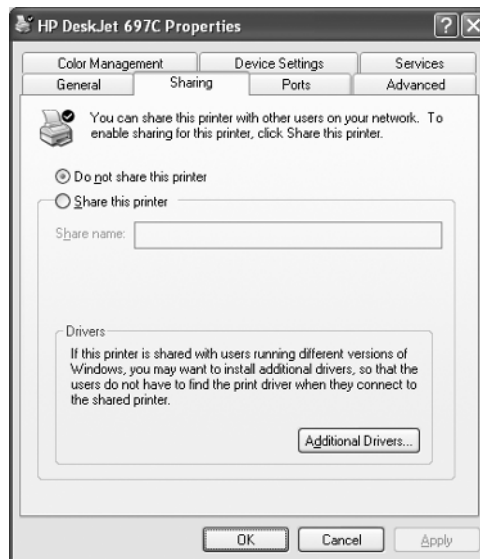 HP DeskJet 697C Properties
Color Management Device Settings Services
General Sharing Ports Advanced
You can share this printer with other users on your network. To
enable sharing for this printer, click Share this printer.
Do not share this printer
Share this printer
Share name:
Drivers
If this printer is shared with users running different versions of
Windows, you may want to install additional drivers, so that the
users do not have to find the print driver when they connect to
the shared printer.
Additional Drivers...
OK Cancel Apply